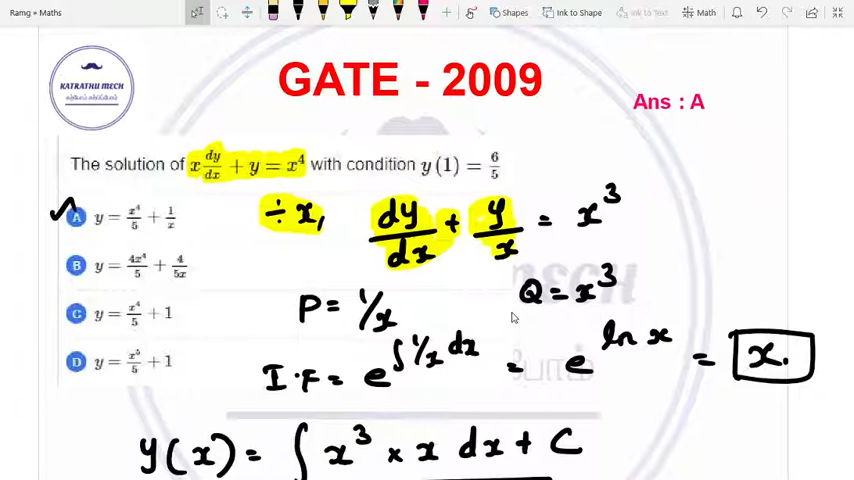 Ramg + Maths
Shapes
Ink to Shape
Ink to Text
Math
KATRATHU MECH
கற்போம் கற்பிப்போம்
GATE - 2009
Ans : A
The solution of x dy/dx + y = x⁴ with condition y(1) = 6/5
A y = x⁴/5 + 1/x
÷ x, dy/dx + y/x = x³
B y = 4x⁴/5 + 4/5x
C y = x⁴/5 + 1
P = 1/x Q = x³
D y = x⁵/5 + 1
I.F = e^∫1/x dx = e^ln x = x.
y(x) = ∫ x³ × x dx + C